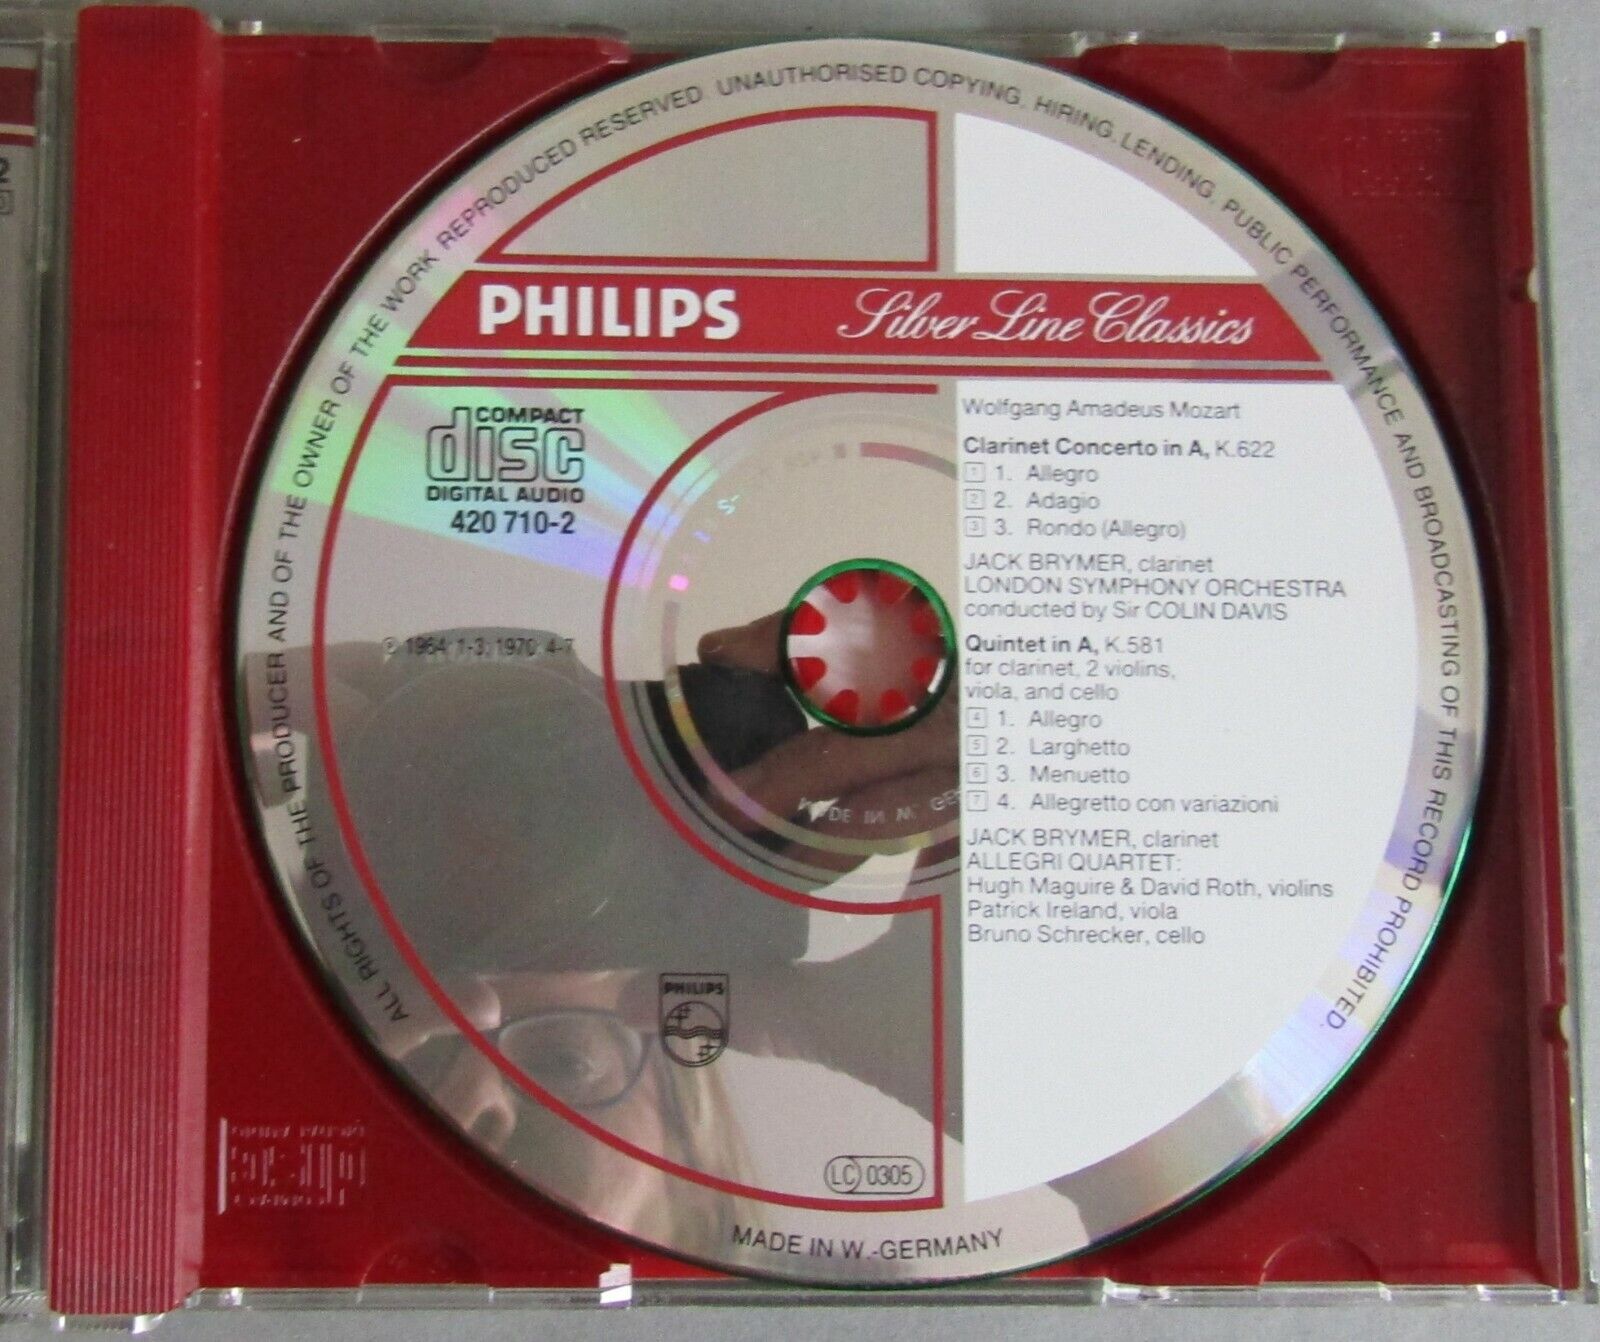 ALL RIGHTS OF THE PRODUCER AND OF THE OWNER OF THE WORK REPRODUCED RESERVED. UNAUTHORISED COPYING, HIRING, LENDING, PUBLIC PERFORMANCE AND BROADCASTING OF THIS RECORD PROHIBITED.
PHILIPS Silver Line Classics
COMPACT
disc
DIGITAL AUDIO
420 710-2
℗ 1964: 1-3; 1970: 4-7
Wolfgang Amadeus Mozart
Clarinet Concerto in A, K.622
1 1. Allegro
2 2. Adagio
3 3. Rondo (Allegro)
JACK BRYMER, clarinet
LONDON SYMPHONY ORCHESTRA
conducted by Sir COLIN DAVIS
Quintet in A, K.581
for clarinet, 2 violins,
viola, and cello
4 1. Allegro
5 2. Larghetto
6 3. Menuetto
7 4. Allegretto con variazioni
JACK BRYMER, clarinet
ALLEGRI QUARTET:
Hugh Maguire & David Roth, violins
Patrick Ireland, viola
Bruno Schrecker, cello
PHILIPS
LC 0305
MADE IN W.-GERMANY
MADE IN W. GE
2